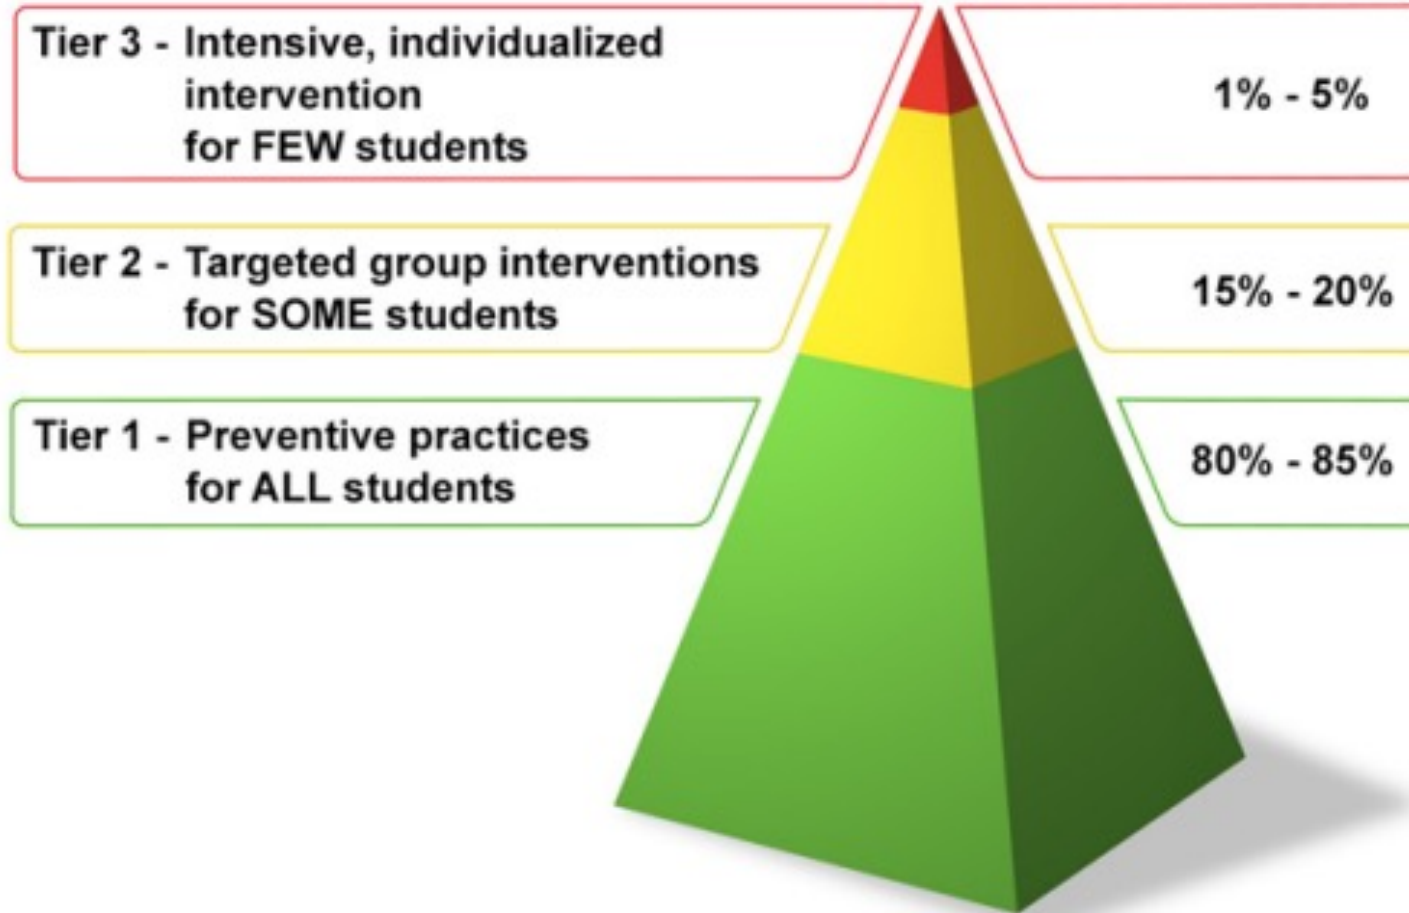 Tier 3 - Intensive, individualized
intervention
for FEW students
1% - 5%
Tier 2 - Targeted group interventions
for SOME students
15% - 20%
Tier 1 - Preventive practices
for ALL students
80% - 85%